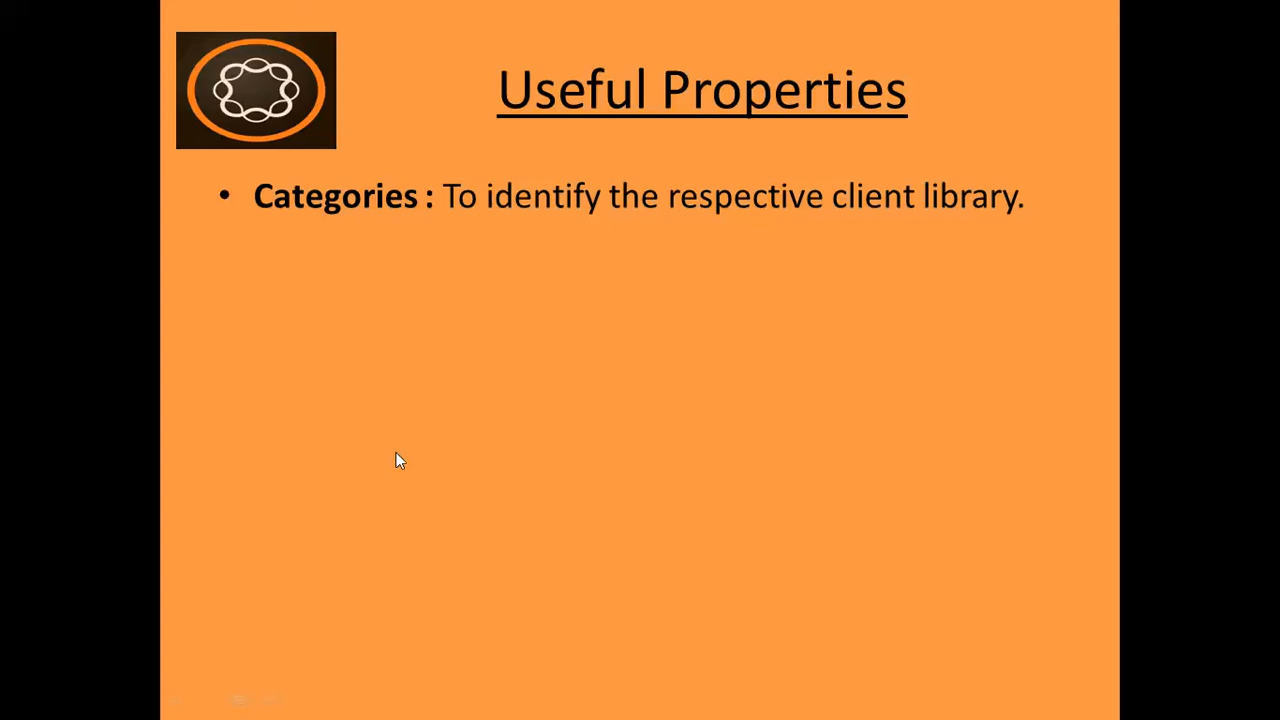 Useful Properties
• Categories : To identify the respective client library.